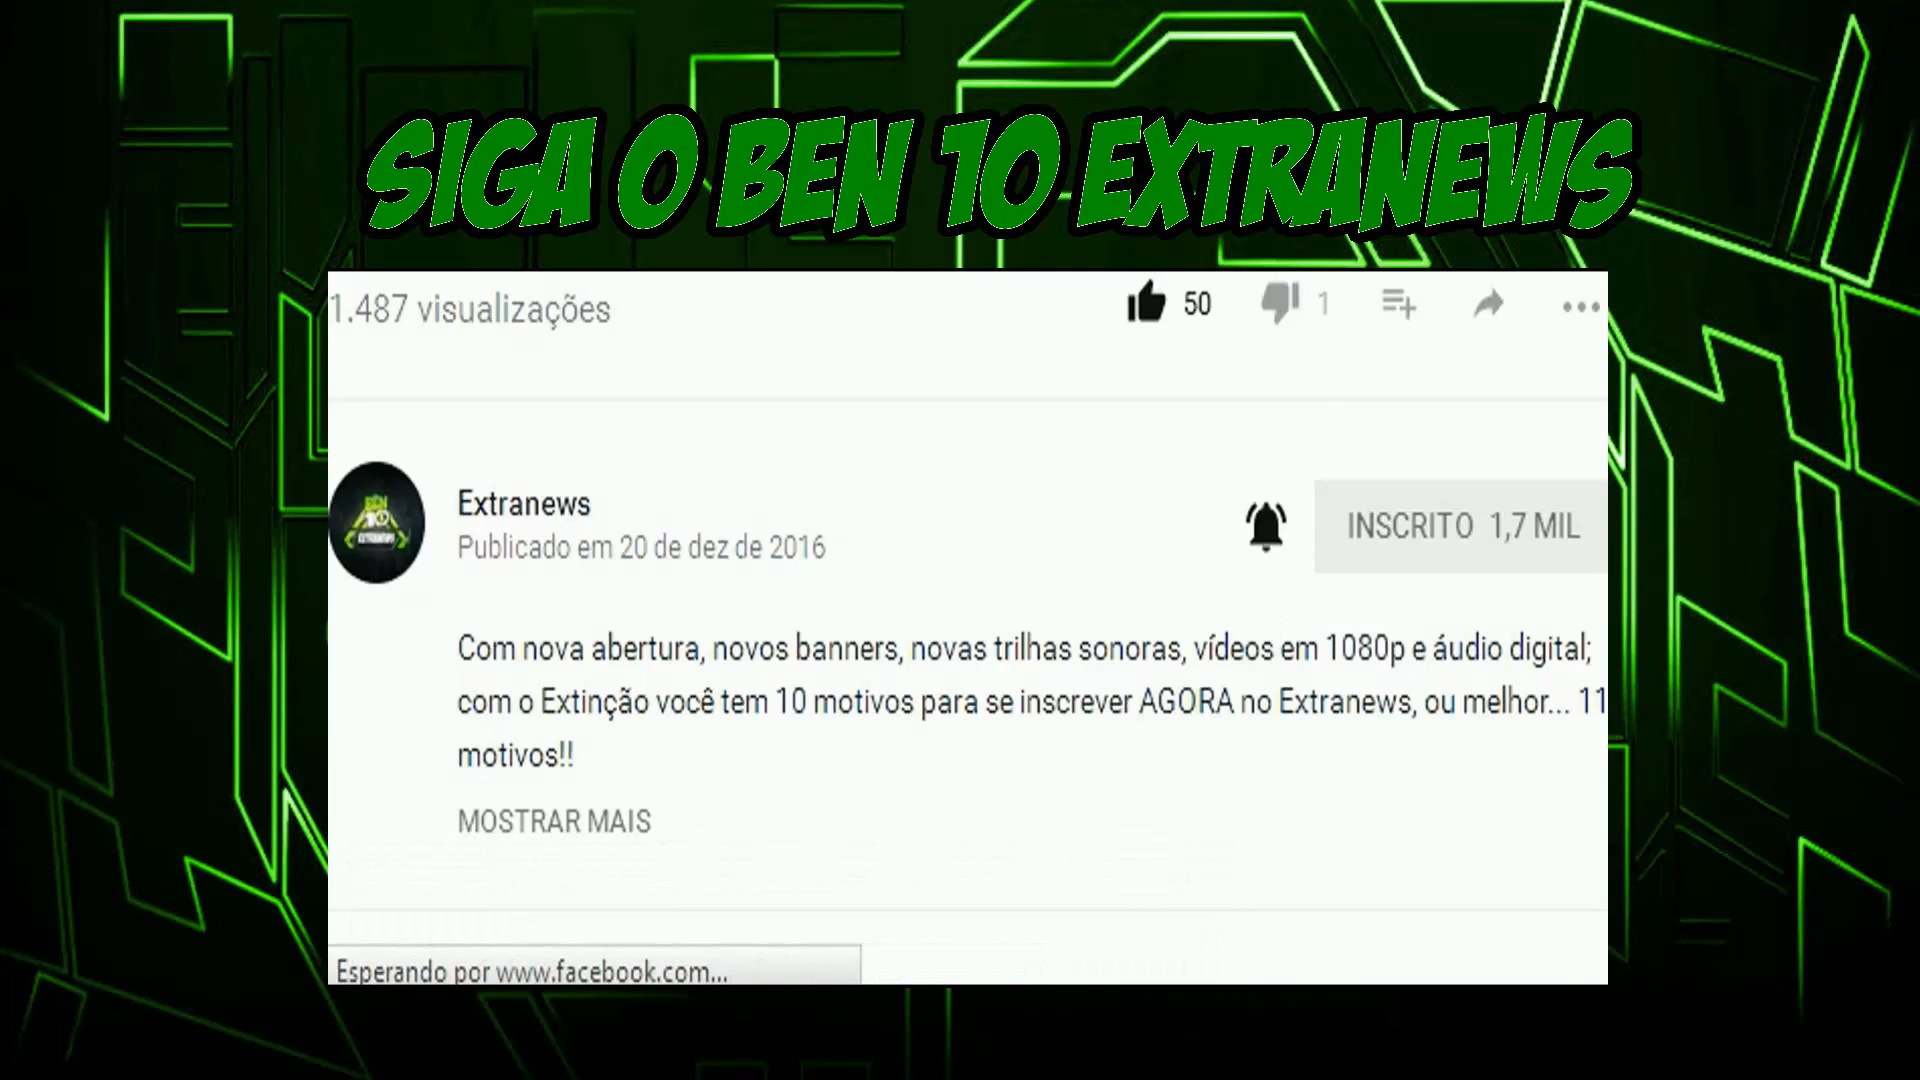 SIGA O BEN 10 EXTRANEWS
1.487 visualizações
50
1
BEN
10
EXTRANEWS
Extranews
Publicado em 20 de dez de 2016
INSCRITO 1,7 MIL
Com nova abertura, novos banners, novas trilhas sonoras, vídeos em 1080p e áudio digital;
com o Extinção você tem 10 motivos para se inscrever AGORA no Extranews, ou melhor... 11
motivos!!
MOSTRAR MAIS
Esperando por www.facebook.com...